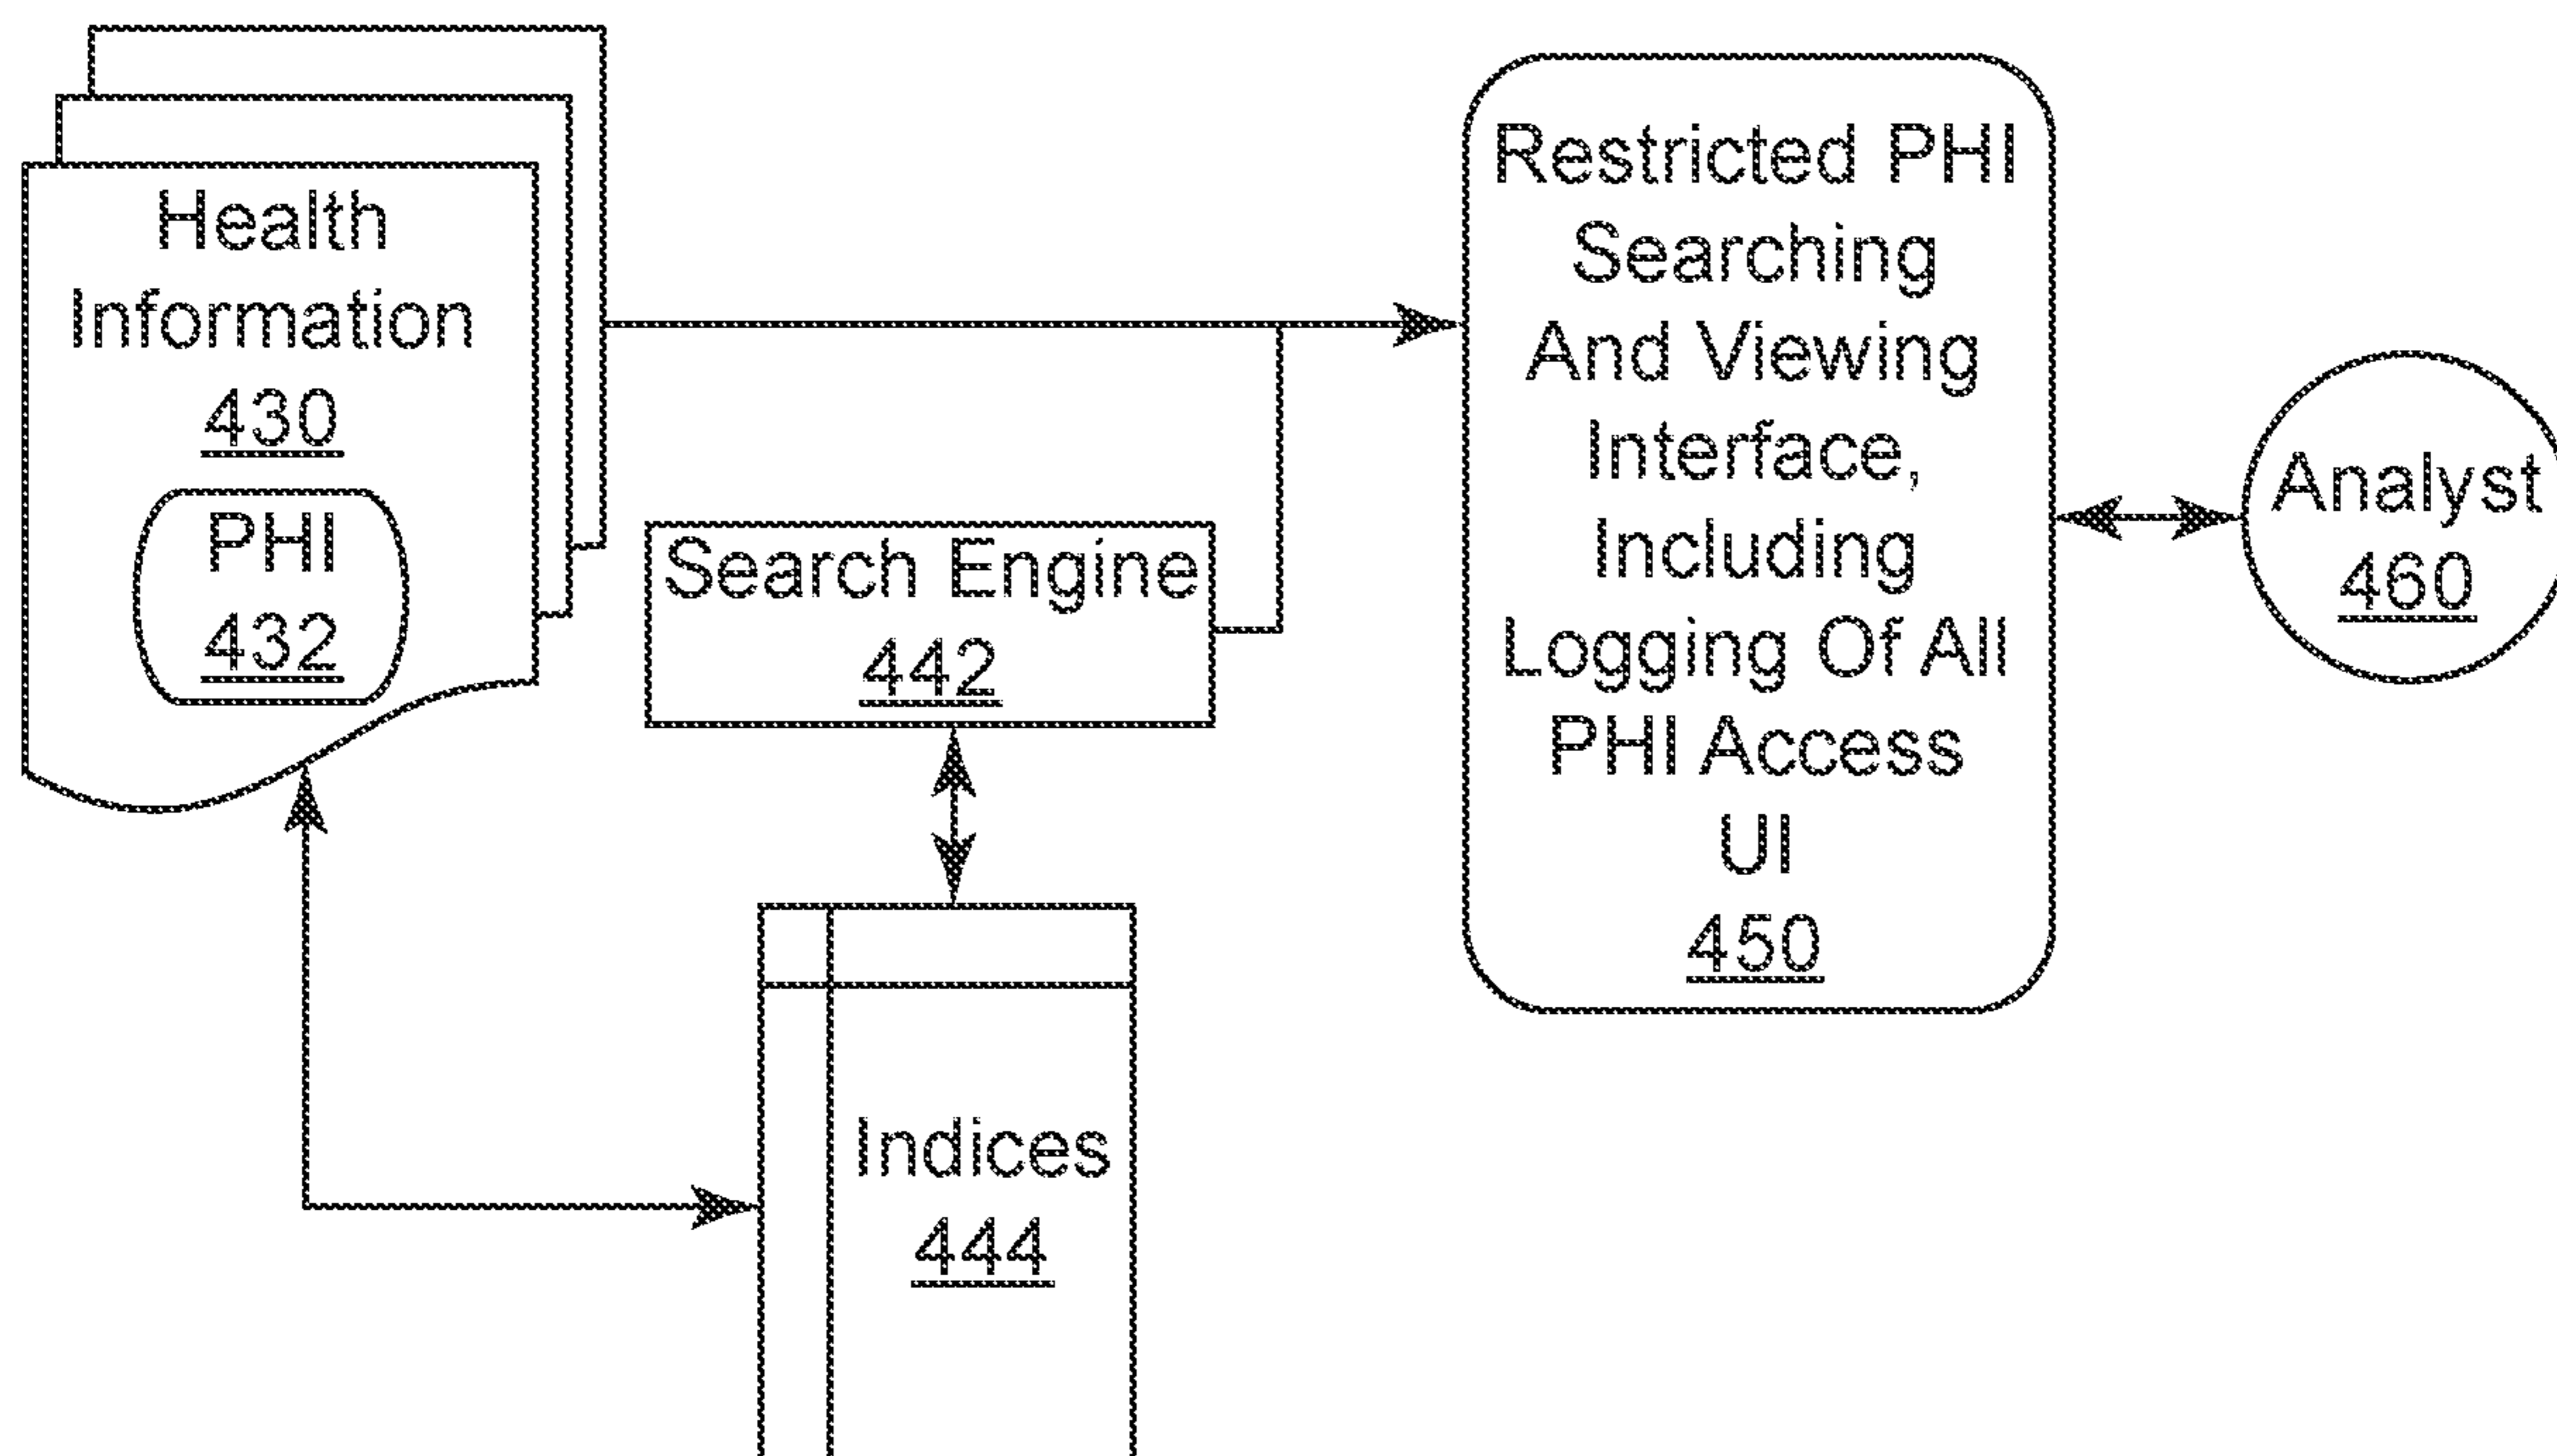 Health
Information
430
PHI
432
Search Engine
442
Indices
444
Restricted PHI
Searching
And Viewing
Interface,
Including
Logging Of All
PHI Access
UI
450
Analyst
460